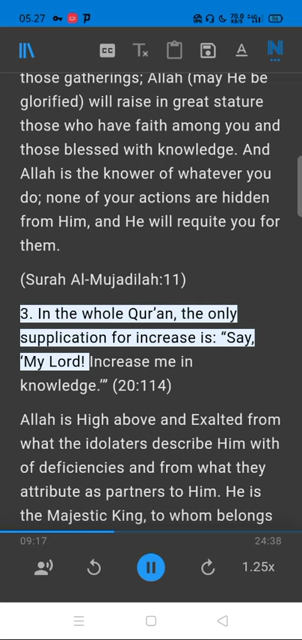 05.27
CC
T
A
N
those gatherings; Allah (may He be
glorified) will raise in great stature
those who have faith among you and
those blessed with knowledge. And
Allah is the knower of whatever you
do; none of your actions are hidden
from Him, and He will requite you for
them.
(Surah Al-Mujadilah:11)
3. In the whole Qur’an, the only
supplication for increase is: “Say,
‘My Lord! Increase me in
knowledge.’” (20:114)
Allah is High above and Exalted from
what the idolaters describe Him with
of deficiencies and from what they
attribute as partners to Him. He is
the Majestic King, to whom belongs
09:17 24:38
1.25x